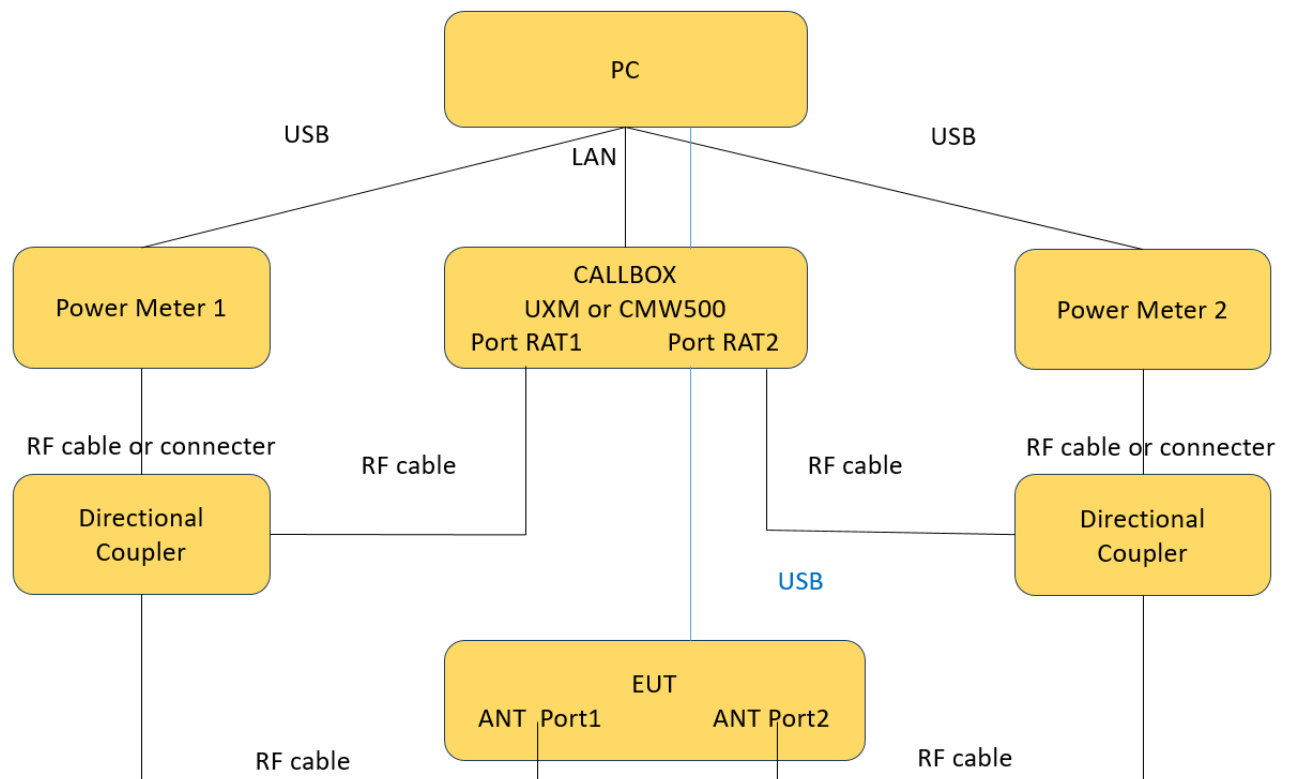 PC
USB
USB
LAN
CALLBOX
UXM or CMW500
Port RAT1
Port RAT2
Power Meter 1
Power Meter 2
RF cable or connecter
RF cable
RF cable
RF cable or connecter
Directional
Coupler
Directional
Coupler
USB
EUT
ANT  Port1
ANT Port2
RF cable
RF cable